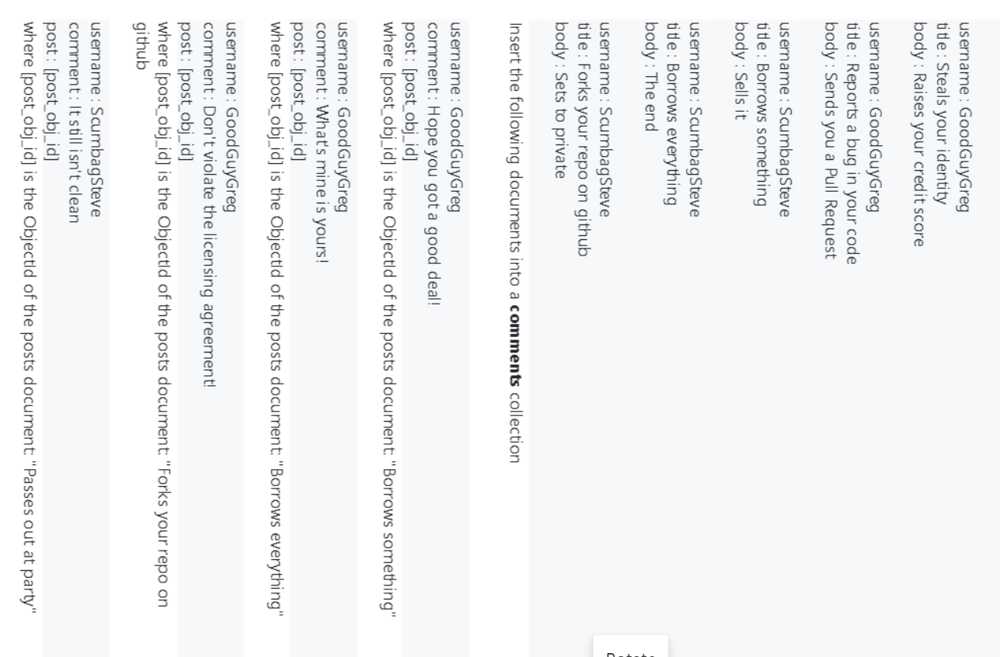 username : GoodGuyGreg
title : Steals your identity
body : Raises your credit score
username : GoodGuyGreg
title : Reports a bug in your code
body : Sends you a Pull Request
username : ScumbagSteve
title : Borrows something
body : Sells it
username : ScumbagSteve
title : Borrows everything
body : The end
username : ScumbagSteve
title : Forks your repo on github
body : Sets to private
Insert the following documents into a comments collection
username : GoodGuyGreg
comment : Hope you got a good deal!
post : [post_obj_id]
where [post_obj_id] is the ObjectId of the posts document: "Borrows something"
username : GoodGuyGreg
comment : What's mine is yours!
post : [post_obj_id]
where [post_obj_id] is the ObjectId of the posts document: "Borrows everything"
username : GoodGuyGreg
comment : Don't violate the licensing agreement!
post : [post_obj_id]
where [post_obj_id] is the ObjectId of the posts document: "Forks your repo on
github
username : ScumbagSteve
comment : It still isn't clean
post : [post_obj_id]
where [post_obj_id] is the ObjectId of the posts document: "Passes out at party"